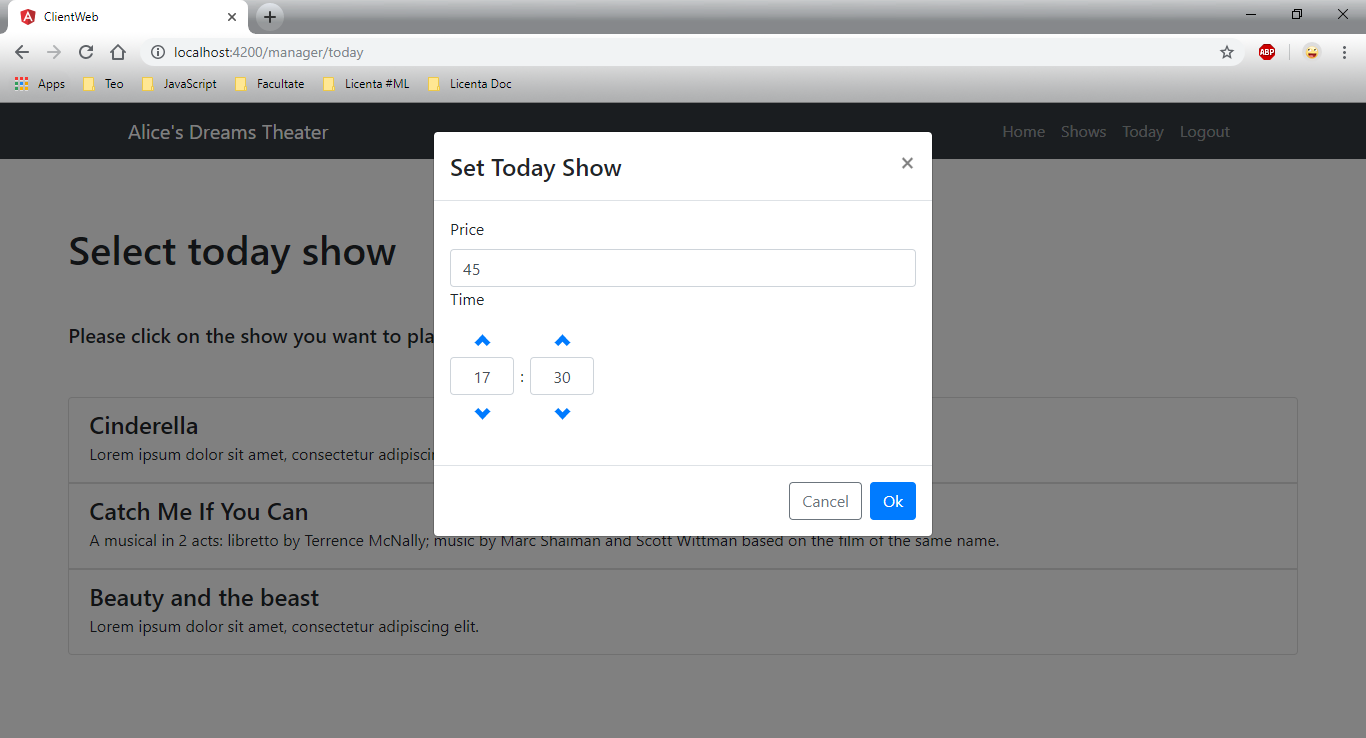 ClientWeb
localhost:4200/manager/today
ABP
Apps Teo JavaScript Facultate Licenta #ML Licenta Doc
Alice's Dreams Theater Home Shows Today Logout
Set Today Show ×
Price
45
Time
17 : 30
Cancel Ok
Select today show
Please click on the show you want to
Cinderella
Lorem ipsum dolor sit amet, consectetur
Catch Me If You Can
A musical in 2 acts: libretto by Terrence McNally; music by Marc Shaiman and Scott Wittman based on the film of the same name.
Beauty and the beast
Lorem ipsum dolor sit amet, consectetur adipiscing elit.